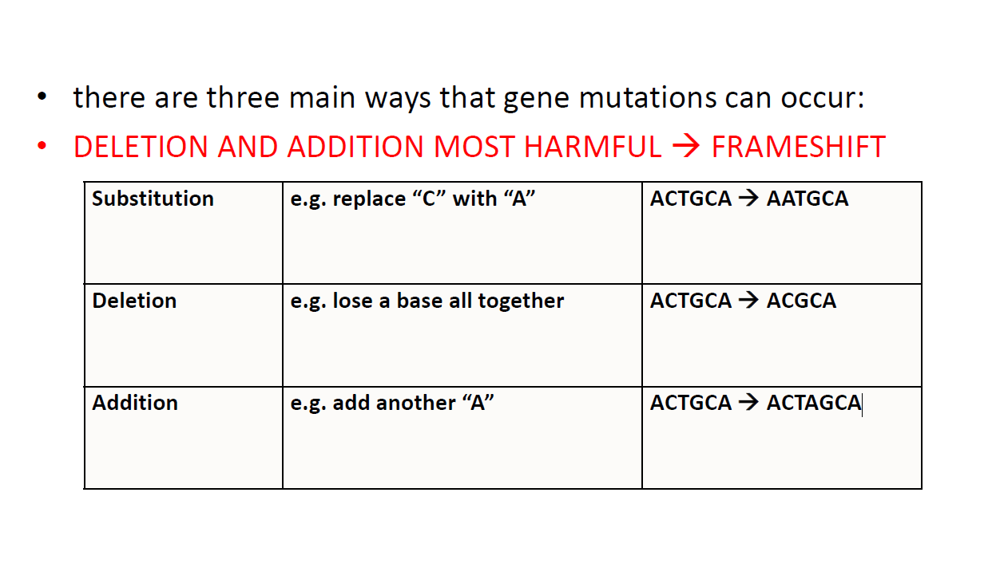 • there are three main ways that gene mutations can occur:
• DELETION AND ADDITION MOST HARMFUL → FRAMESHIFT
Substitution e.g. replace “C” with “A” ACTGCA → AATGCA
Deletion e.g. lose a base all together ACTGCA → ACGCA
Addition e.g. add another “A” ACTGCA → ACTAGCA